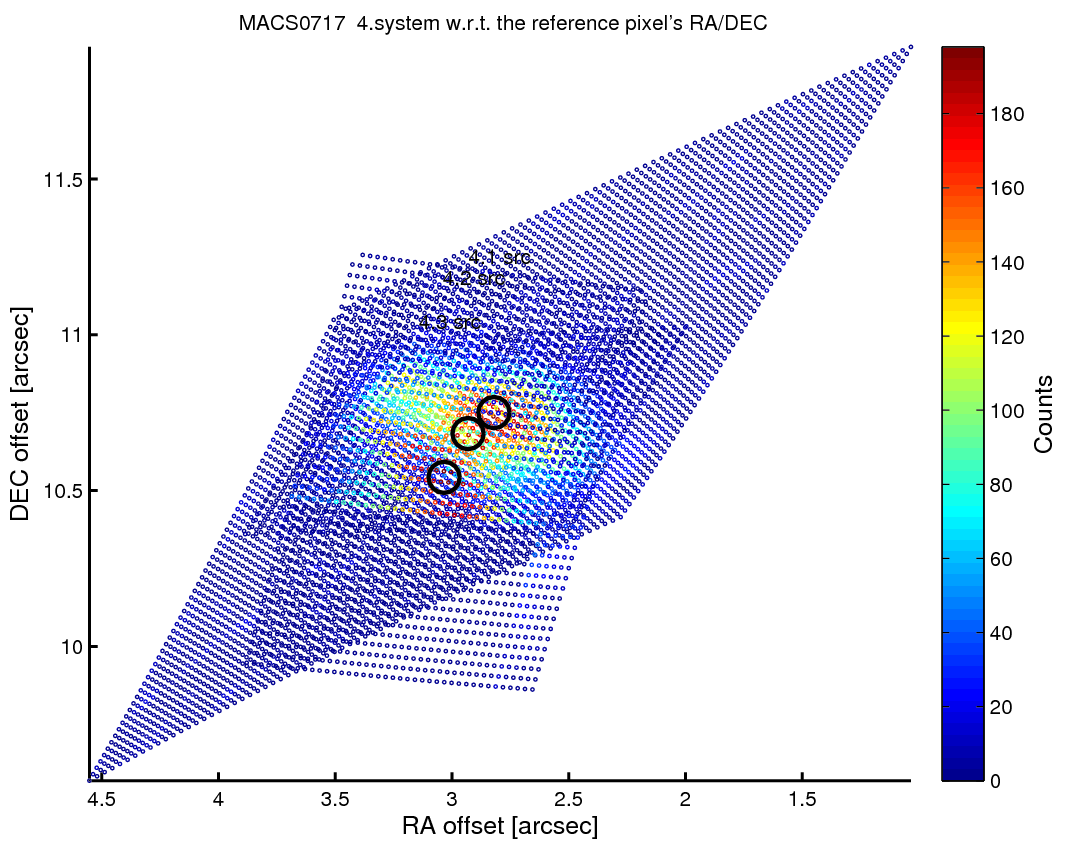 MACS0717 4.system w.r.t. the reference pixel's RA/DEC
180
160
140
120
100
80
60
40
20
0
Counts
11.5
11
10.5
10
DEC offset [arcsec]
4.1 src
4.2 src
4.3 src
4.5 4 3.5 3 2.5 2 1.5
RA offset [arcsec]